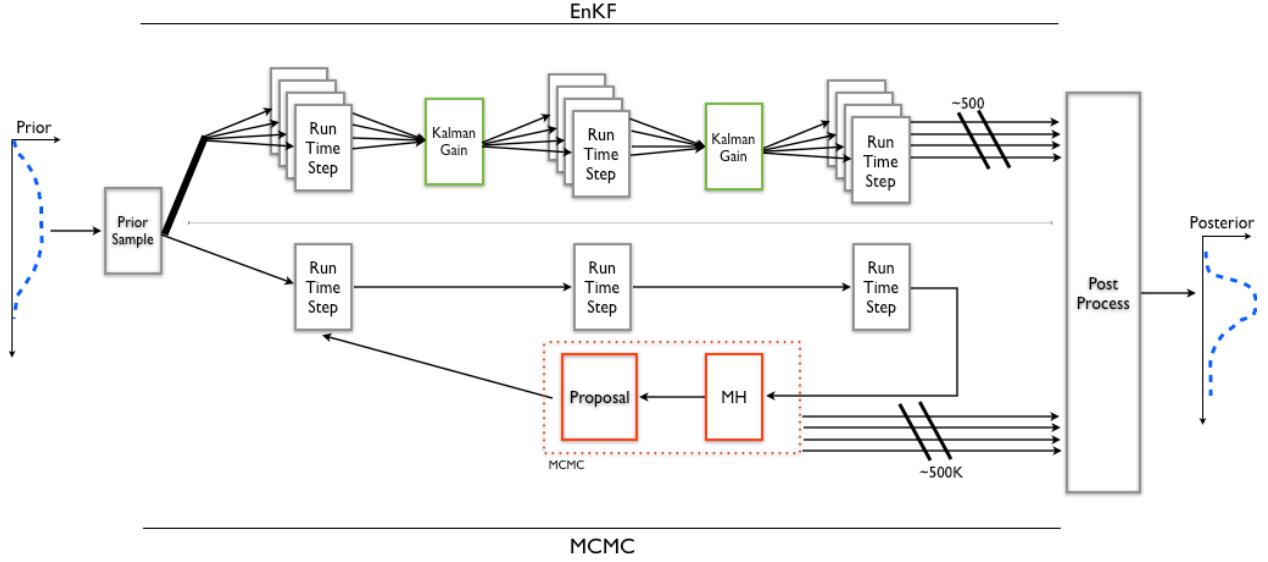 EnKF
Prior
Run
Time
Step
Kalman
Gain
Run
Time
Step
Kalman
Gain
Run
Time
Step
~500
Prior
Sample
Run
Time
Step
Run
Time
Step
Run
Time
Step
Post
Process
Posterior
Proposal
MH
MCMC
~500K
MCMC